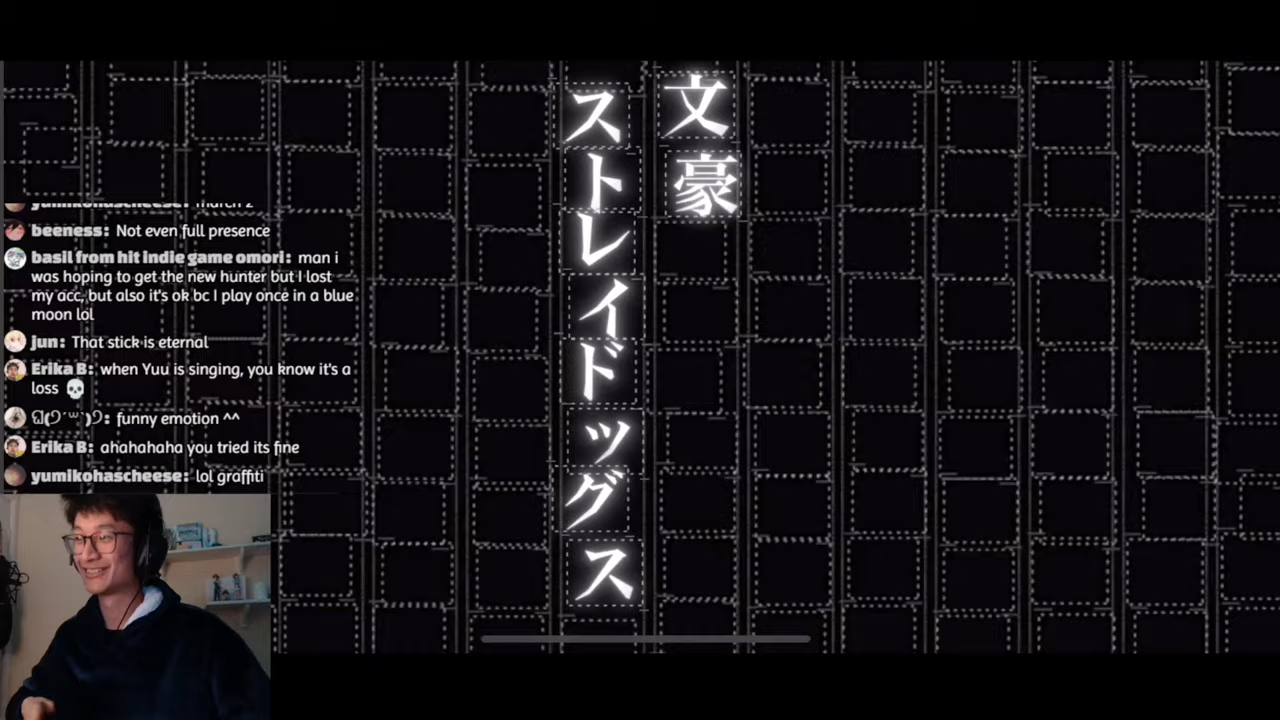 文豪
ストレイドッグス
yumikohascheese: march 2
beeness: Not even full presence
basil from hit indie game omori: man i
was hoping to get the new hunter but I lost
my acc, but also it's ok bc I play once in a blue
moon lol
jun: That stick is eternal
Erika B: when Yuu is singing, you know it's a
loss 💀
funny emotion ^^
Erika B: ahahahaha you tried its fine
yumikohascheese: lol graffiti